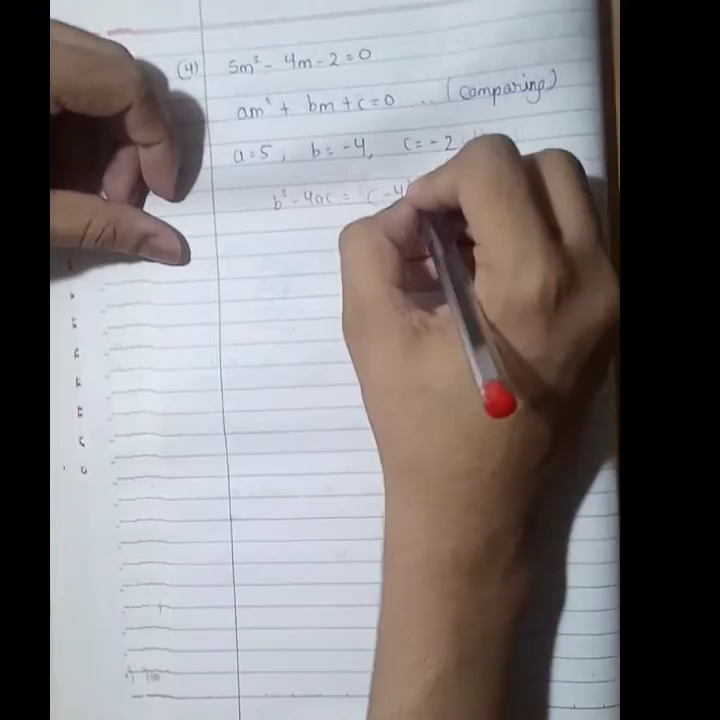 (4) 5m² - 4m - 2 = 0
am² + bm + c = 0 .. (comparing)
a = 5, b = -4, c = -2
b² - 4ac = (-4